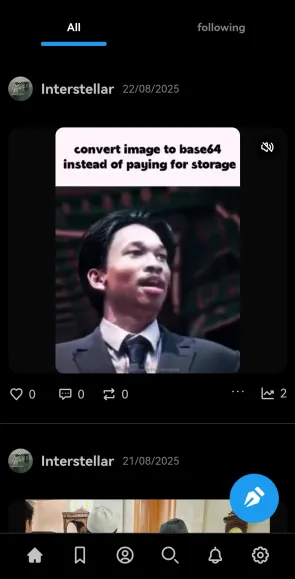 All
following
Interstellar 22/08/2025
convert image to base64
instead of paying for storage
0 0 0 ... 2
Interstellar 21/08/2025